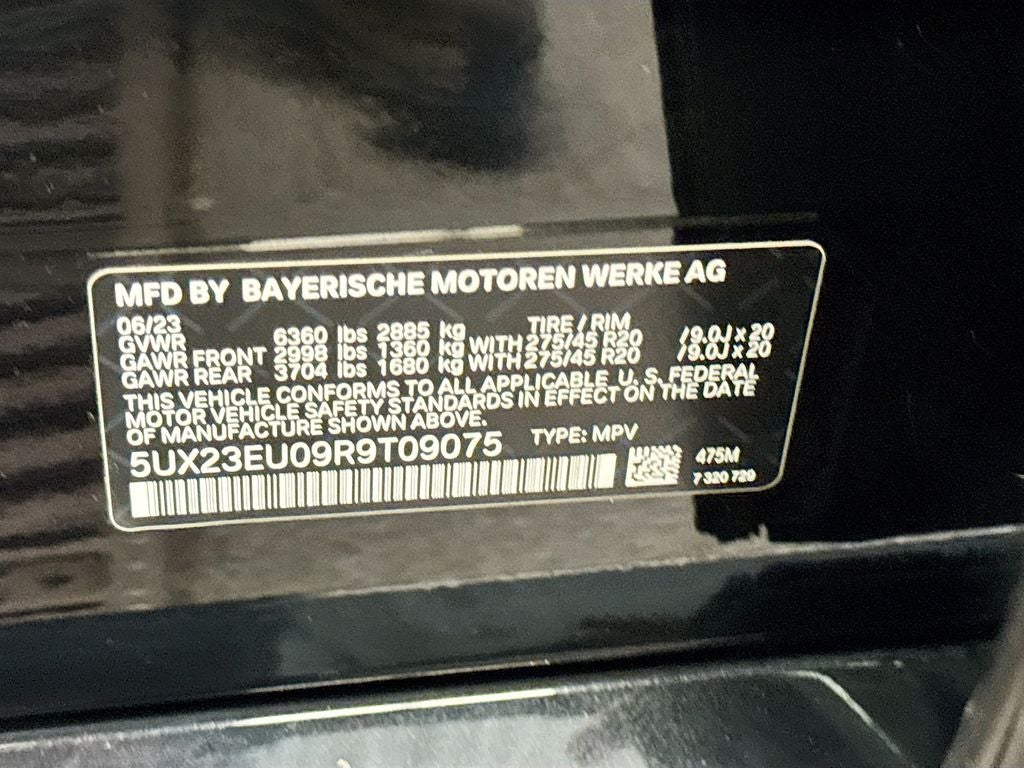 MFD BY BAYERISCHE MOTOREN WERKE AG
06/23 TIRE / RIM
GVWR 6360 lbs 2885 kg
GAWR FRONT 2998 lbs 1360 kg WITH 275/45 R20 /9.0J x 20
GAWR REAR 3704 lbs 1680 kg WITH 275/45 R20 /9.0J x 20
THIS VEHICLE CONFORMS TO ALL APPLICABLE U. S. FEDERAL
MOTOR VEHICLE SAFETY STANDARDS IN EFFECT ON THE DATE
OF MANUFACTURE SHOWN ABOVE.
5UX23EU09R9T09075 TYPE: MPV
475M
7 320 729